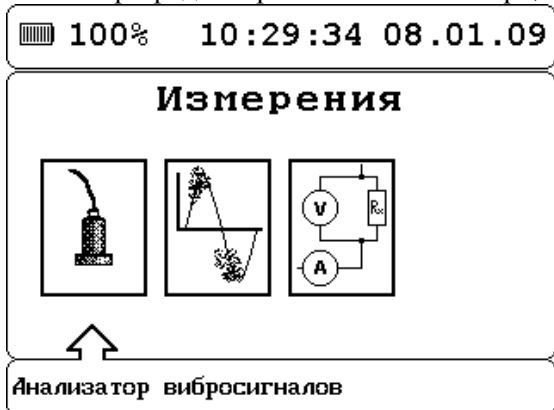 100% 10:29:34 08.01.09
Измерения
V Rx
A
Анализатор вибросигналов